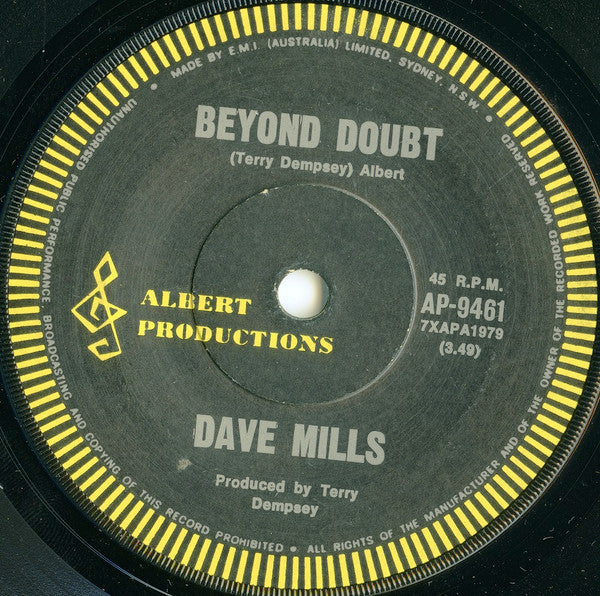 • MADE BY E.M.I. (AUSTRALIA) LIMITED, SYDNEY, N.S.W. •
BEYOND DOUBT
(Terry Dempsey) Albert
45 R.P.M.
AP-9461
7XAPA1979
(3.49)
ALBERT
PRODUCTIONS
DAVE MILLS
Produced by Terry
Dempsey
UNAUTHORISED PUBLIC PERFORMANCE, BROADCASTING AND COPYING OF THIS RECORD PROHIBITED • ALL RIGHTS OF THE MANUFACTURER AND OF THE OWNER OF THE RECORDED WORK RESERVED